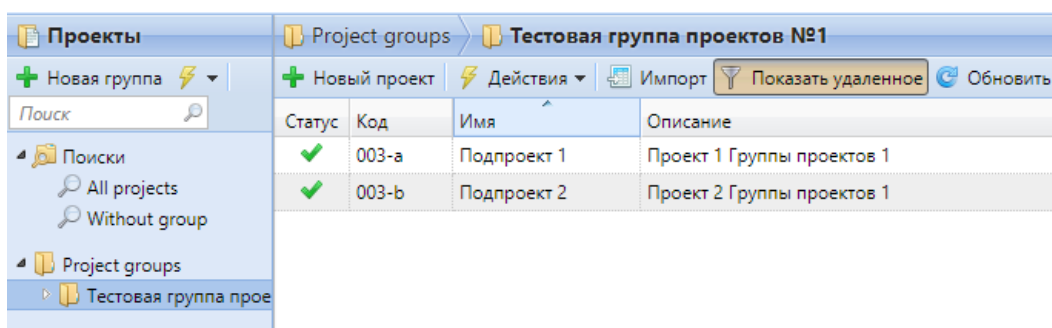 Проекты
Project groups Тестовая группа проектов №1
Новая группа
Новый проект Действия Импорт Показать удаленное Обновить
Поиск
Статус Код Имя Описание
003-a Подпроект 1 Проект 1 Группы проектов 1
003-b Подпроект 2 Проект 2 Группы проектов 1
Поиски
All projects
Without group
Project groups
Тестовая группа прое